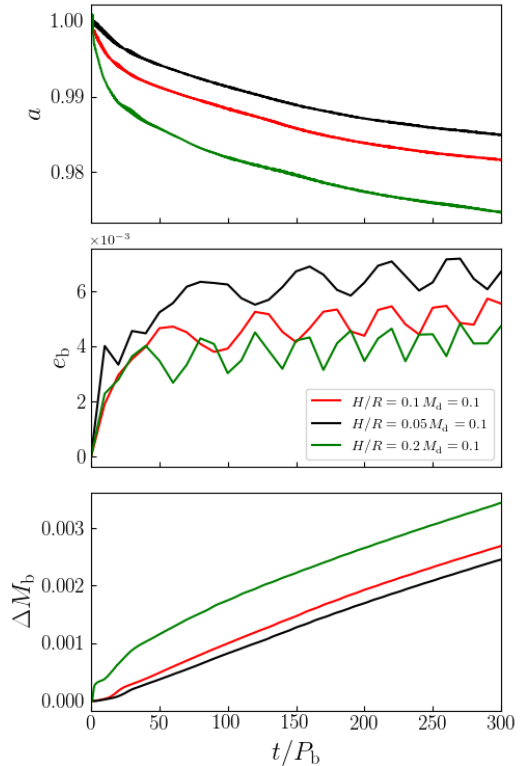 1.00
0.99
0.98
a
×10⁻³
6
4
2
0
e_b
H/R = 0.1 M_d = 0.1
H/R = 0.05 M_d = 0.1
H/R = 0.2 M_d = 0.1
0.003
0.002
0.001
0.000
ΔM_b
0 50 100 150 200 250 300
t/P_b